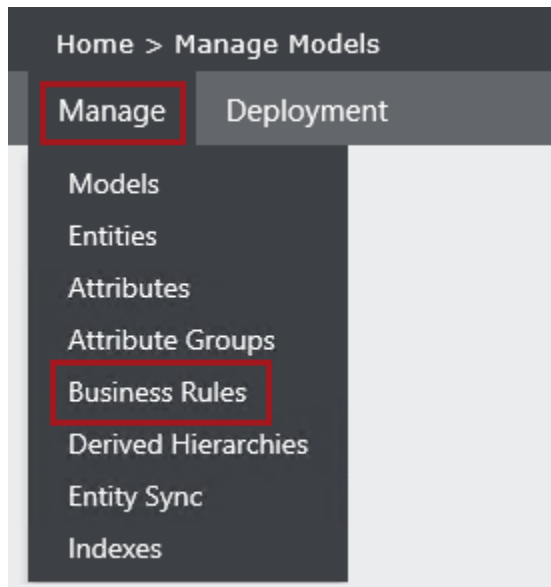 Home > Manage Models
Manage Deployment
Models
Entities
Attributes
Attribute Groups
Business Rules
Derived Hierarchies
Entity Sync
Indexes